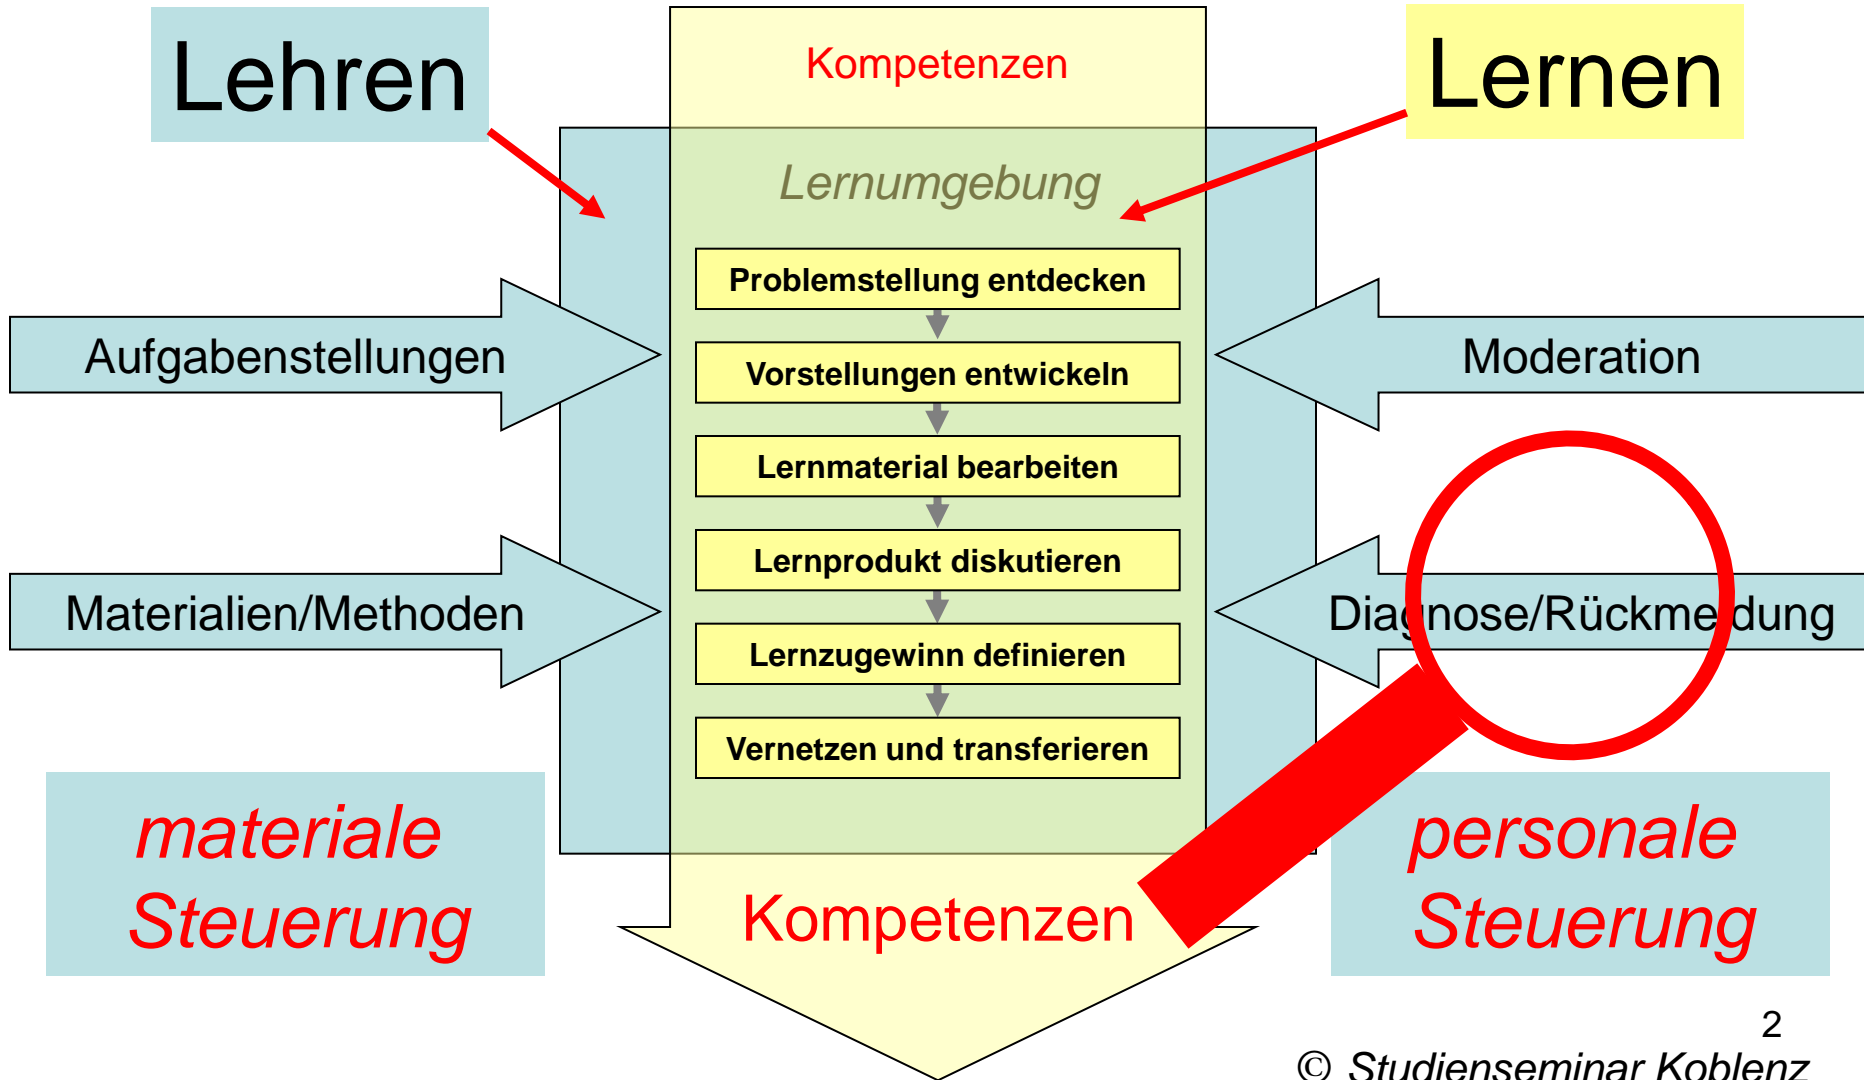 Lehren
Kompetenzen
Lernen
Lernumgebung
Problemstellung entdecken
Aufgabenstellungen
Vorstellungen entwickeln
Moderation
Lernmaterial bearbeiten
Lernprodukt diskutieren
Materialien/Methoden
Diagnose/Rückmeldung
Lernzugewinn definieren
Vernetzen und transferieren
materiale
Steuerung
Kompetenzen
personale
Steuerung
2
© Studienseminar Koblenz